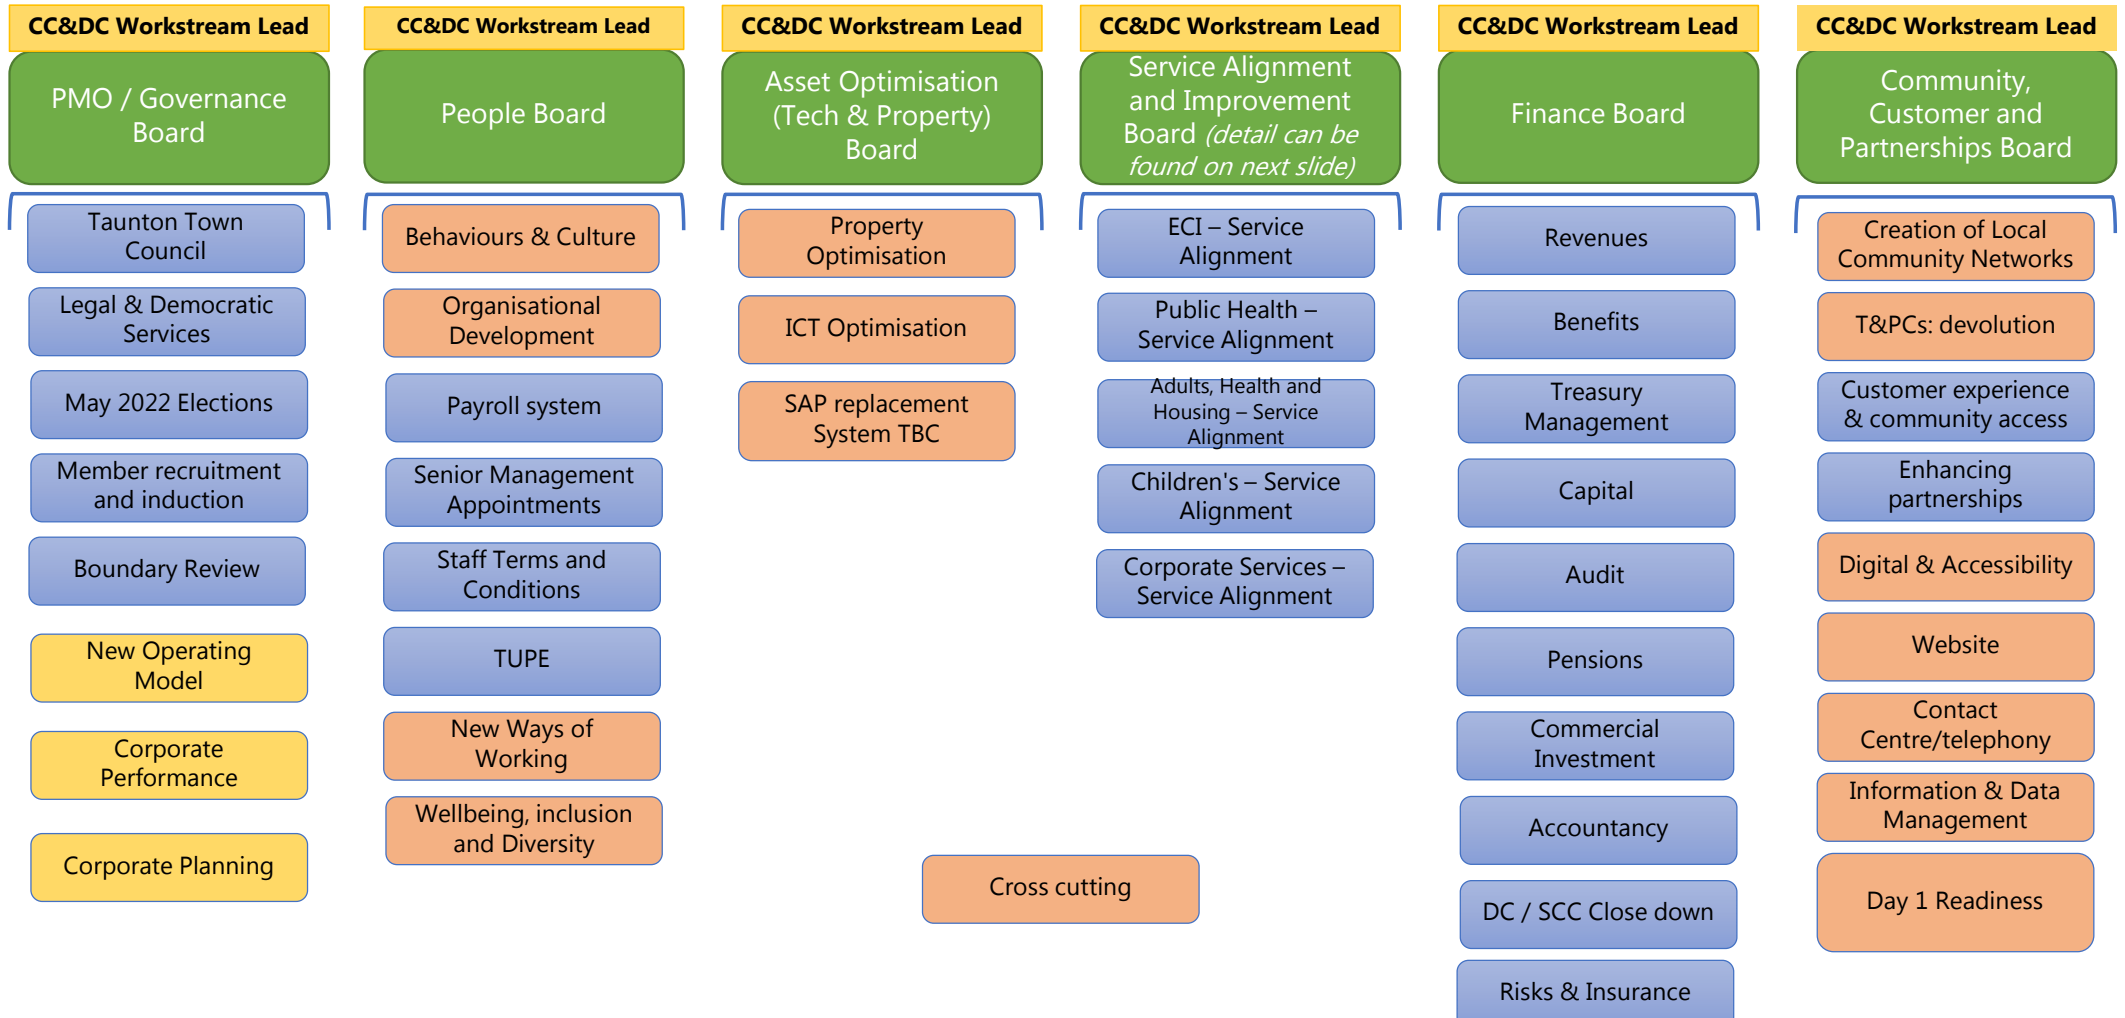 CC&DC Workstream Lead
PMO / Governance
Board
Taunton Town
Council
Legal & Democratic
Services
May 2022 Elections
Member recruitment
and induction
Boundary Review
New Operating
Model
Corporate
Performance
Corporate Planning
CC&DC Workstream Lead
People Board
Behaviours & Culture
Organisational
Development
Payroll system
Senior Management
Appointments
Staff Terms and
Conditions
TUPE
New Ways of
Working
Wellbeing, inclusion
and Diversity
CC&DC Workstream Lead
Asset Optimisation
(Tech & Property)
Board
Property
Optimisation
ICT Optimisation
SAP replacement
System TBC
CC&DC Workstream Lead
Service Alignment
and Improvement
Board (detail can be
found on next slide)
ECI – Service
Alignment
Public Health –
Service Alignment
Adults, Health and
Housing – Service
Alignment
Children's – Service
Alignment
Corporate Services –
Service Alignment
Cross cutting
CC&DC Workstream Lead
Finance Board
Revenues
Benefits
Treasury
Management
Capital
Audit
Pensions
Commercial
Investment
Accountancy
DC / SCC Close down
Risks & Insurance
CC&DC Workstream Lead
Community,
Customer and
Partnerships Board
Creation of Local
Community Networks
T&PCs: devolution
Customer experience
& community access
Enhancing
partnerships
Digital & Accessibility
Website
Contact
Centre/telephony
Information & Data
Management
Day 1 Readiness